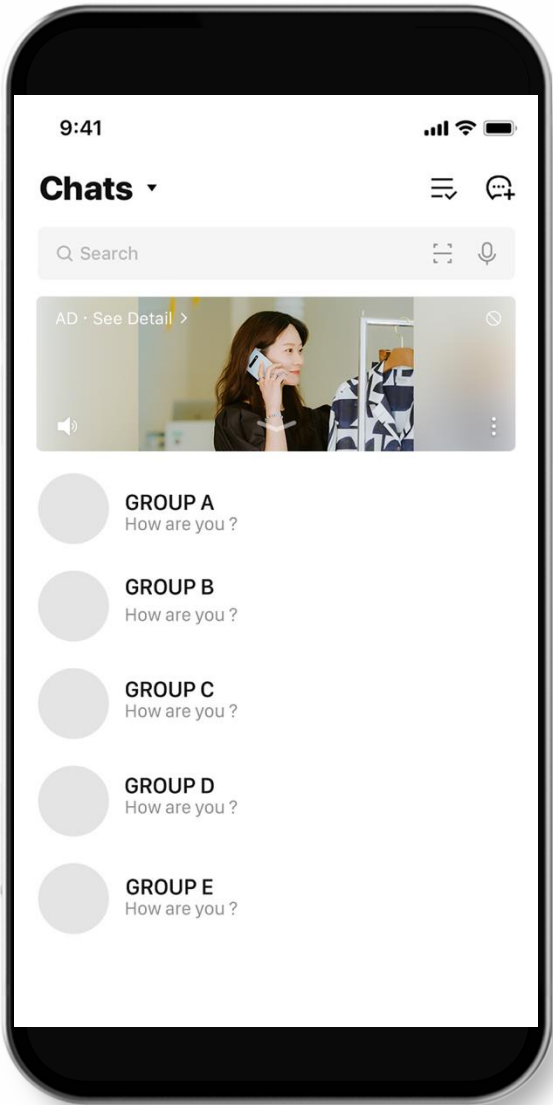 9:41
Chats
Search
AD · See Detail >
GROUP A
How are you ?
GROUP B
How are you ?
GROUP C
How are you ?
GROUP D
How are you ?
GROUP E
How are you ?